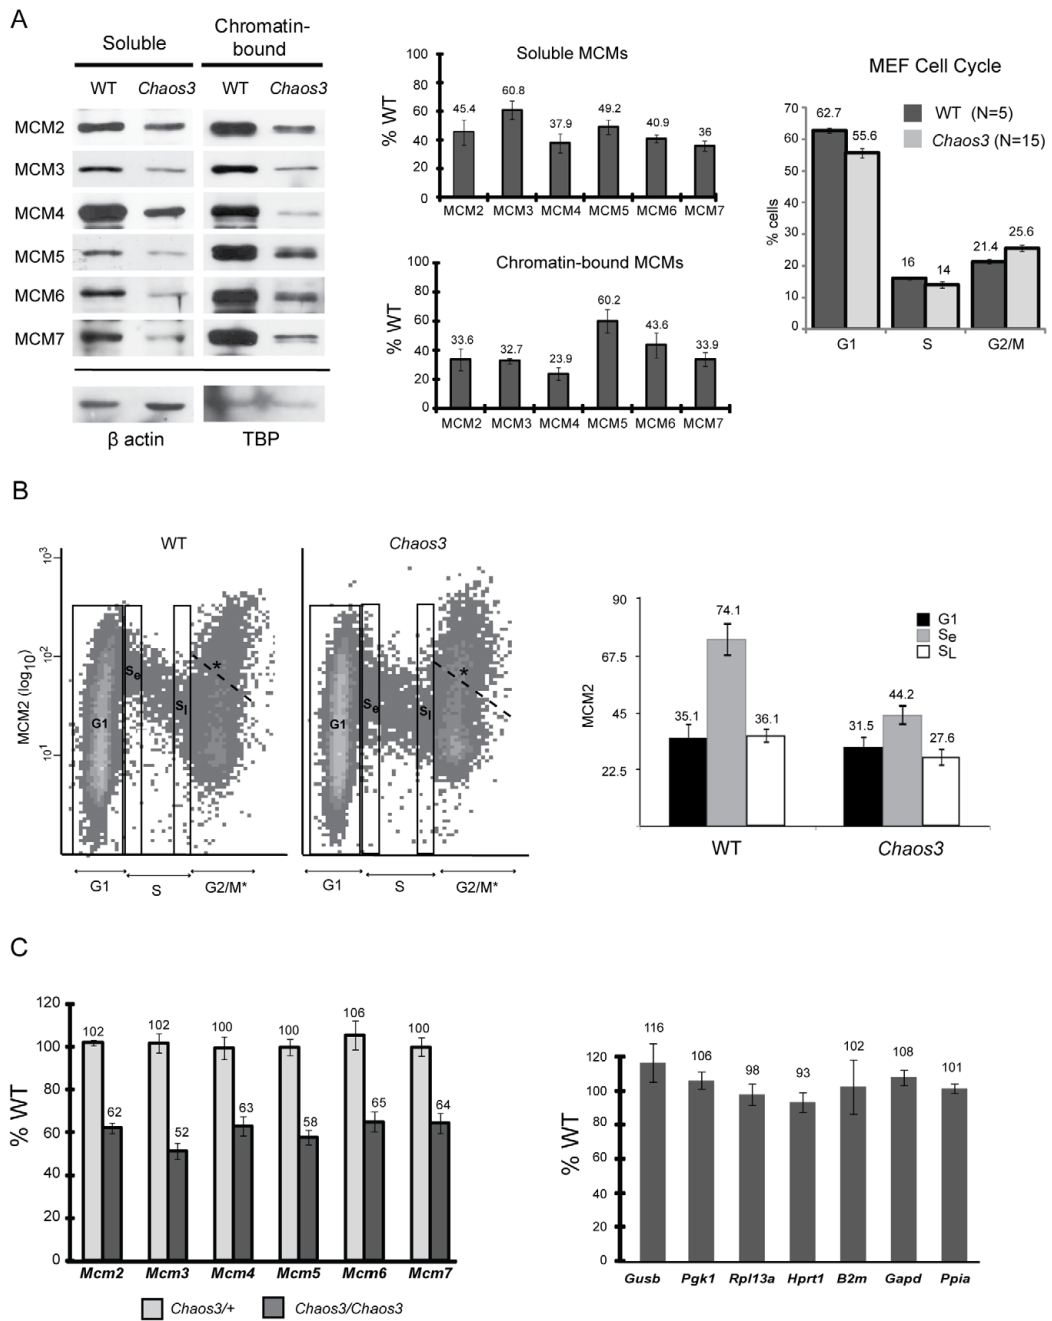 A
Soluble
Chromatin-
bound
WT
Chaos3
WT
Chaos3
MCM2
MCM3
MCM4
MCM5
MCM6
MCM7
β actin
TBP
Soluble MCMs
% WT
100
80
60
40
20
0
45.4
60.8
37.9
49.2
40.9
36
MCM2 MCM3 MCM4 MCM5 MCM6 MCM7
Chromatin-bound MCMs
% WT
100
80
60
40
20
0
33.6
32.7
23.9
60.2
43.6
33.9
MCM2 MCM3 MCM4 MCM5 MCM6 MCM7
MEF Cell Cycle
WT (N=5)
Chaos3 (N=15)
% cells
70
60
50
40
30
20
10
0
62.7
55.6
16
14
21.4
25.6
G1 S G2/M
B
WT
Chaos3
MCM2 (log10)
10^3
10^2
10^1
G1
Se
Sl
*
G1
Se
Sl
*
G1 S G2/M*
G1 S G2/M*
MCM2
90
67.5
45
22.5
G1
Se
SL
35.1
74.1
36.1
31.5
44.2
27.6
WT
Chaos3
C
% WT
120
100
80
60
40
20
0
102
62
102
52
100
63
100
58
106
65
100
64
Mcm2 Mcm3 Mcm4 Mcm5 Mcm6 Mcm7
Chaos3/+
Chaos3/Chaos3
% WT
120
100
80
60
40
20
0
116
106
98
93
102
108
101
Gusb Pgk1 Rpl13a Hprt1 B2m Gapd Ppia